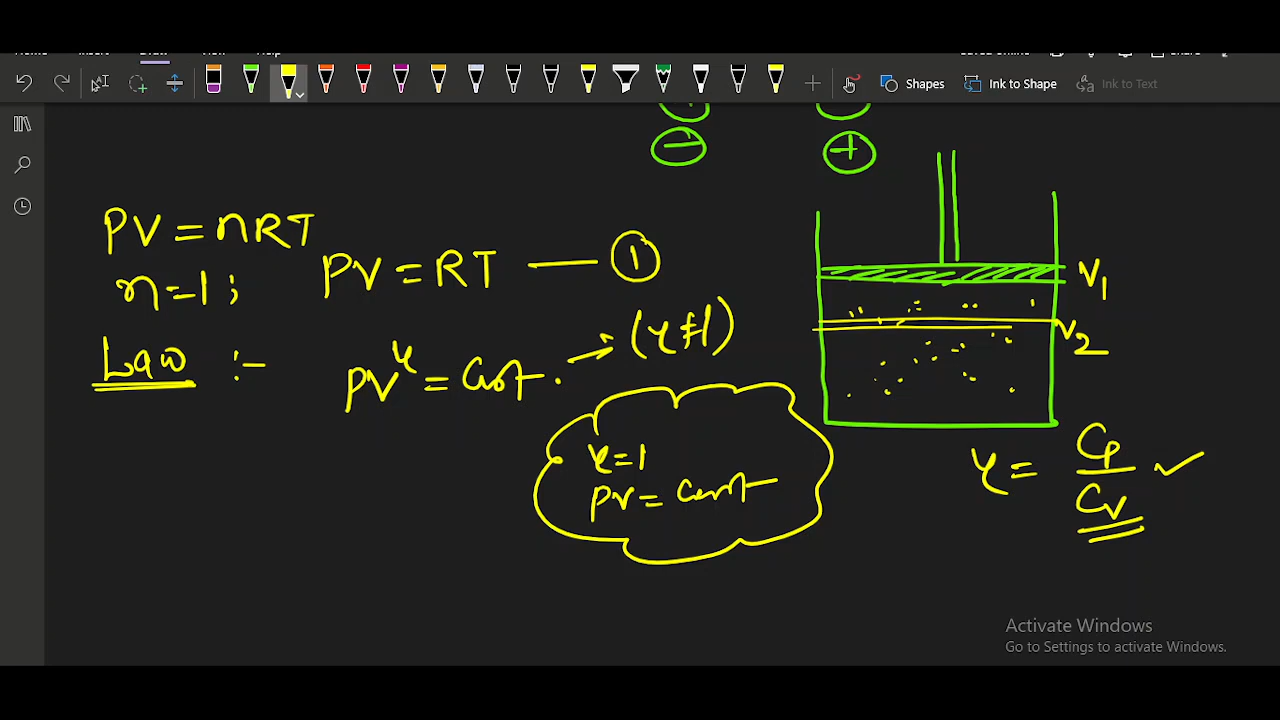 Shapes
Ink to Shape
Ink to Text
PV = nRT
n=1; PV = RT — ①
Law :- PV^γ = Const. → (γ≠1)
γ=1
PV = Const
V1
V2
γ = Cp/Cv ✓
−
+
Activate Windows
Go to Settings to activate Windows.